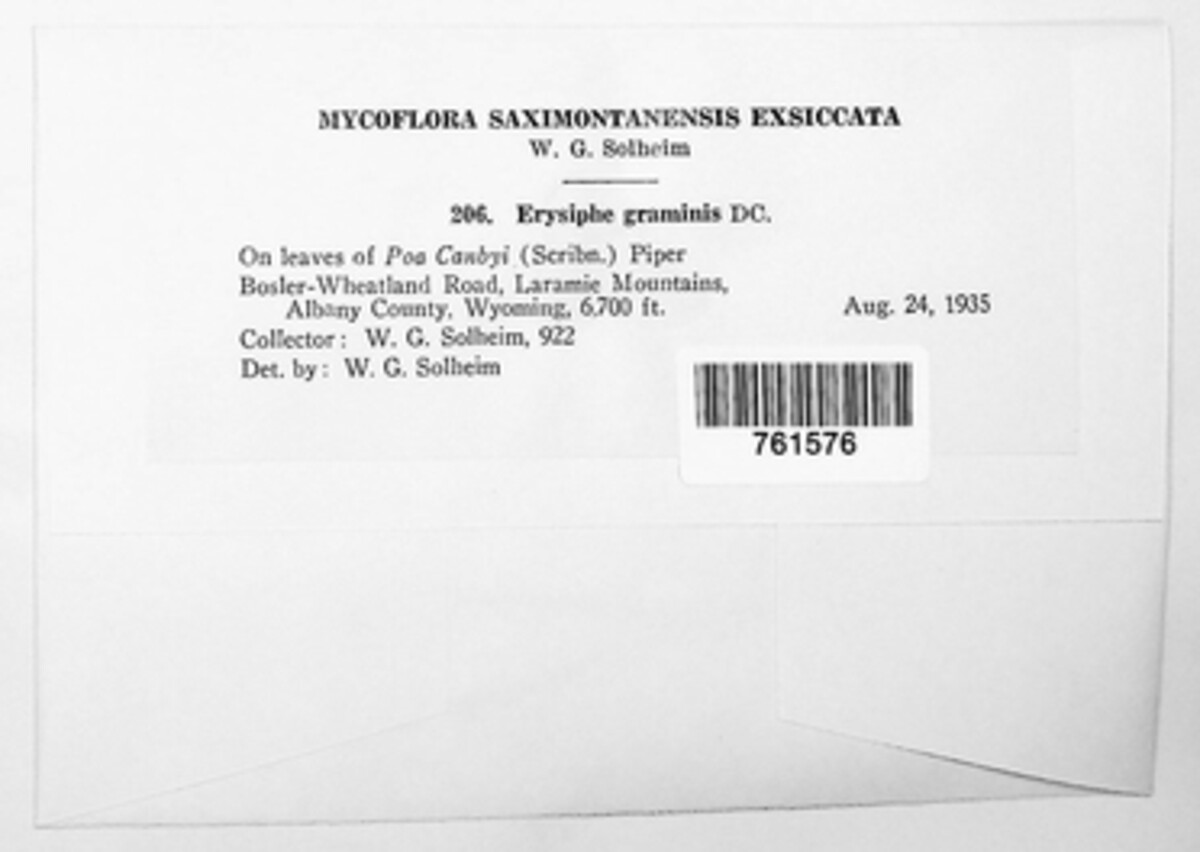 MYCOFLORA SAXIMONTANENSIS EXSICCATA
W. G. Solheim
206. Erysiphe graminis DC.
On leaves of Poa Canbyi (Scribn.) Piper
Bosler-Wheatland Road, Laramie Mountains,
Albany County, Wyoming, 6,700 ft. Aug. 24, 1935
Collector: W. G. Solheim, 922
Det. by: W. G. Solheim
761576